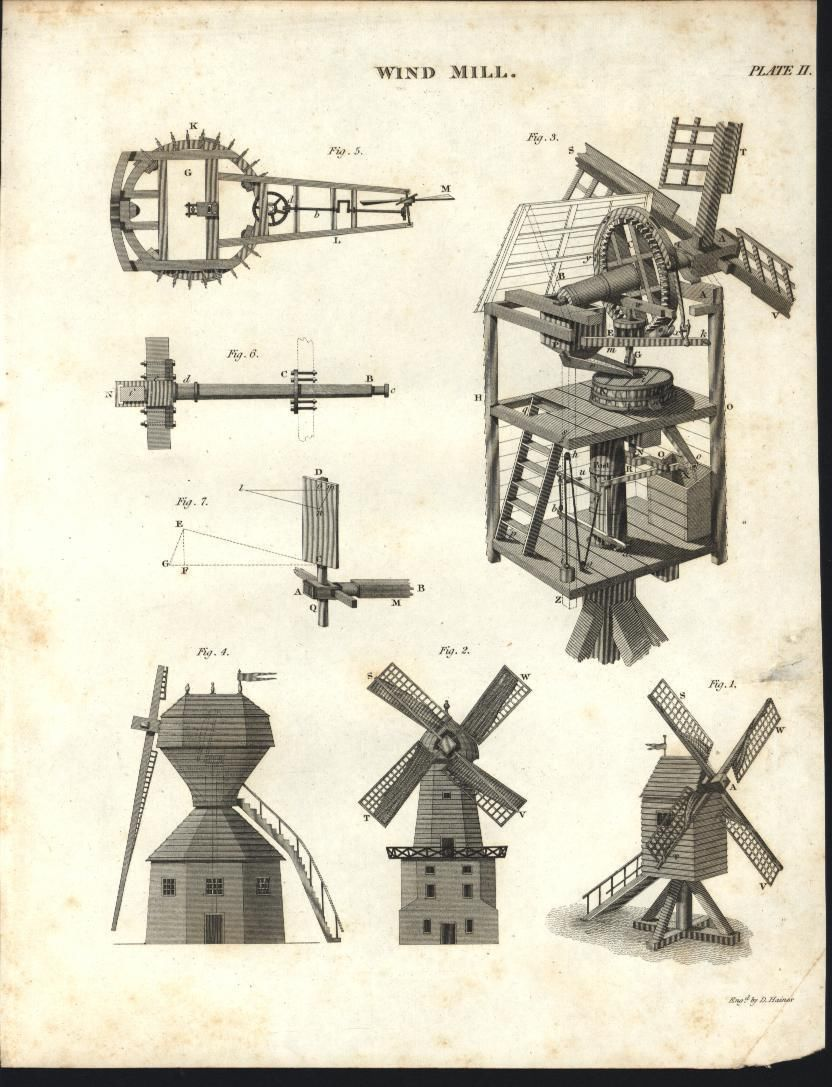 WIND MILL.
PLATE II.
Fig. 5.
K
G
M
d
b
L
Fig. 3.
S
T
A
B
y
V
A
E
x
k
m
G
H
O
N
O
R
h
u
b
p
Z
Fig. 6.
N
d
C
B
c
Fig. 7.
D
l
n
E
C
G
F
A
B
M
Q
Fig. 4.
Fig. 2.
S
W
T
V
Fig. 1.
S
W
A
V
Engd. by D. Haines